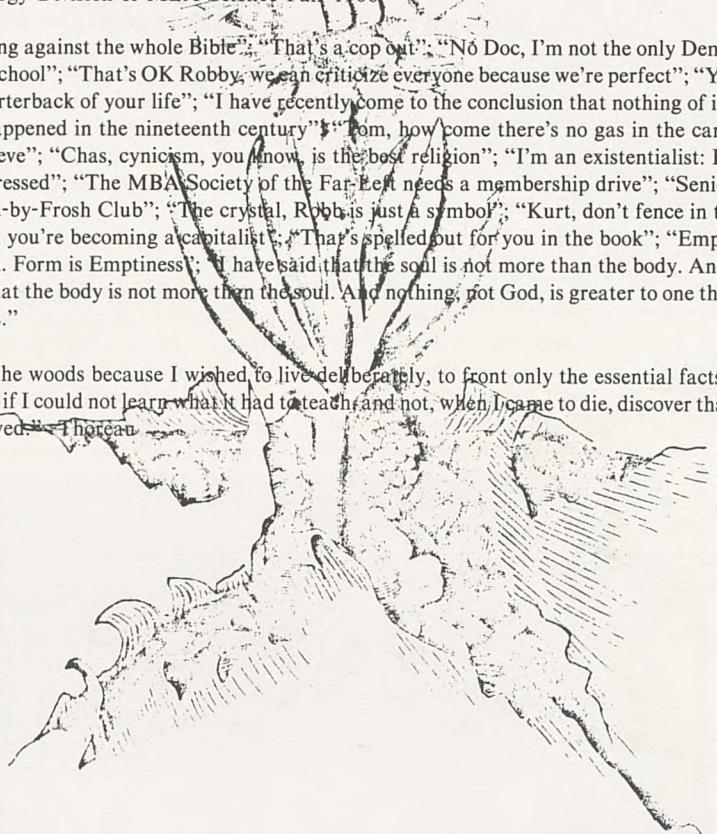 ng against the whole Bible"; "That's a cop out"; "No Doc, I'm not the only Dem
chool"; "That's OK Robby, we can criticize everyone because we're perfect"; "Y
rterback of your life"; "I have recently come to the conclusion that nothing of i
appened in the nineteenth century"; "Tom, how come there's no gas in the car
eve"; "Chas, cynicism, you know, is the best religion"; "I'm an existentialist: I
ressed"; "The MBA Society of the Far-Left needs a membership drive"; "Seni
-by-Frosh Club"; "The crystal, Robb is just a symbol"; "Kurt, don't fence in t
you're becoming a capitalist"; "That's spelled out for you in the book"; "Emp
. Form is Emptiness"; "I have said that the soul is not more than the body. An
at the body is not more than the soul. And nothing, not God, is greater to one th
."
he woods because I wished to live deliberately, to front only the essential facts
if I could not learn what it had to teach, and not, when I came to die, discover tha
ved." - Thoreau